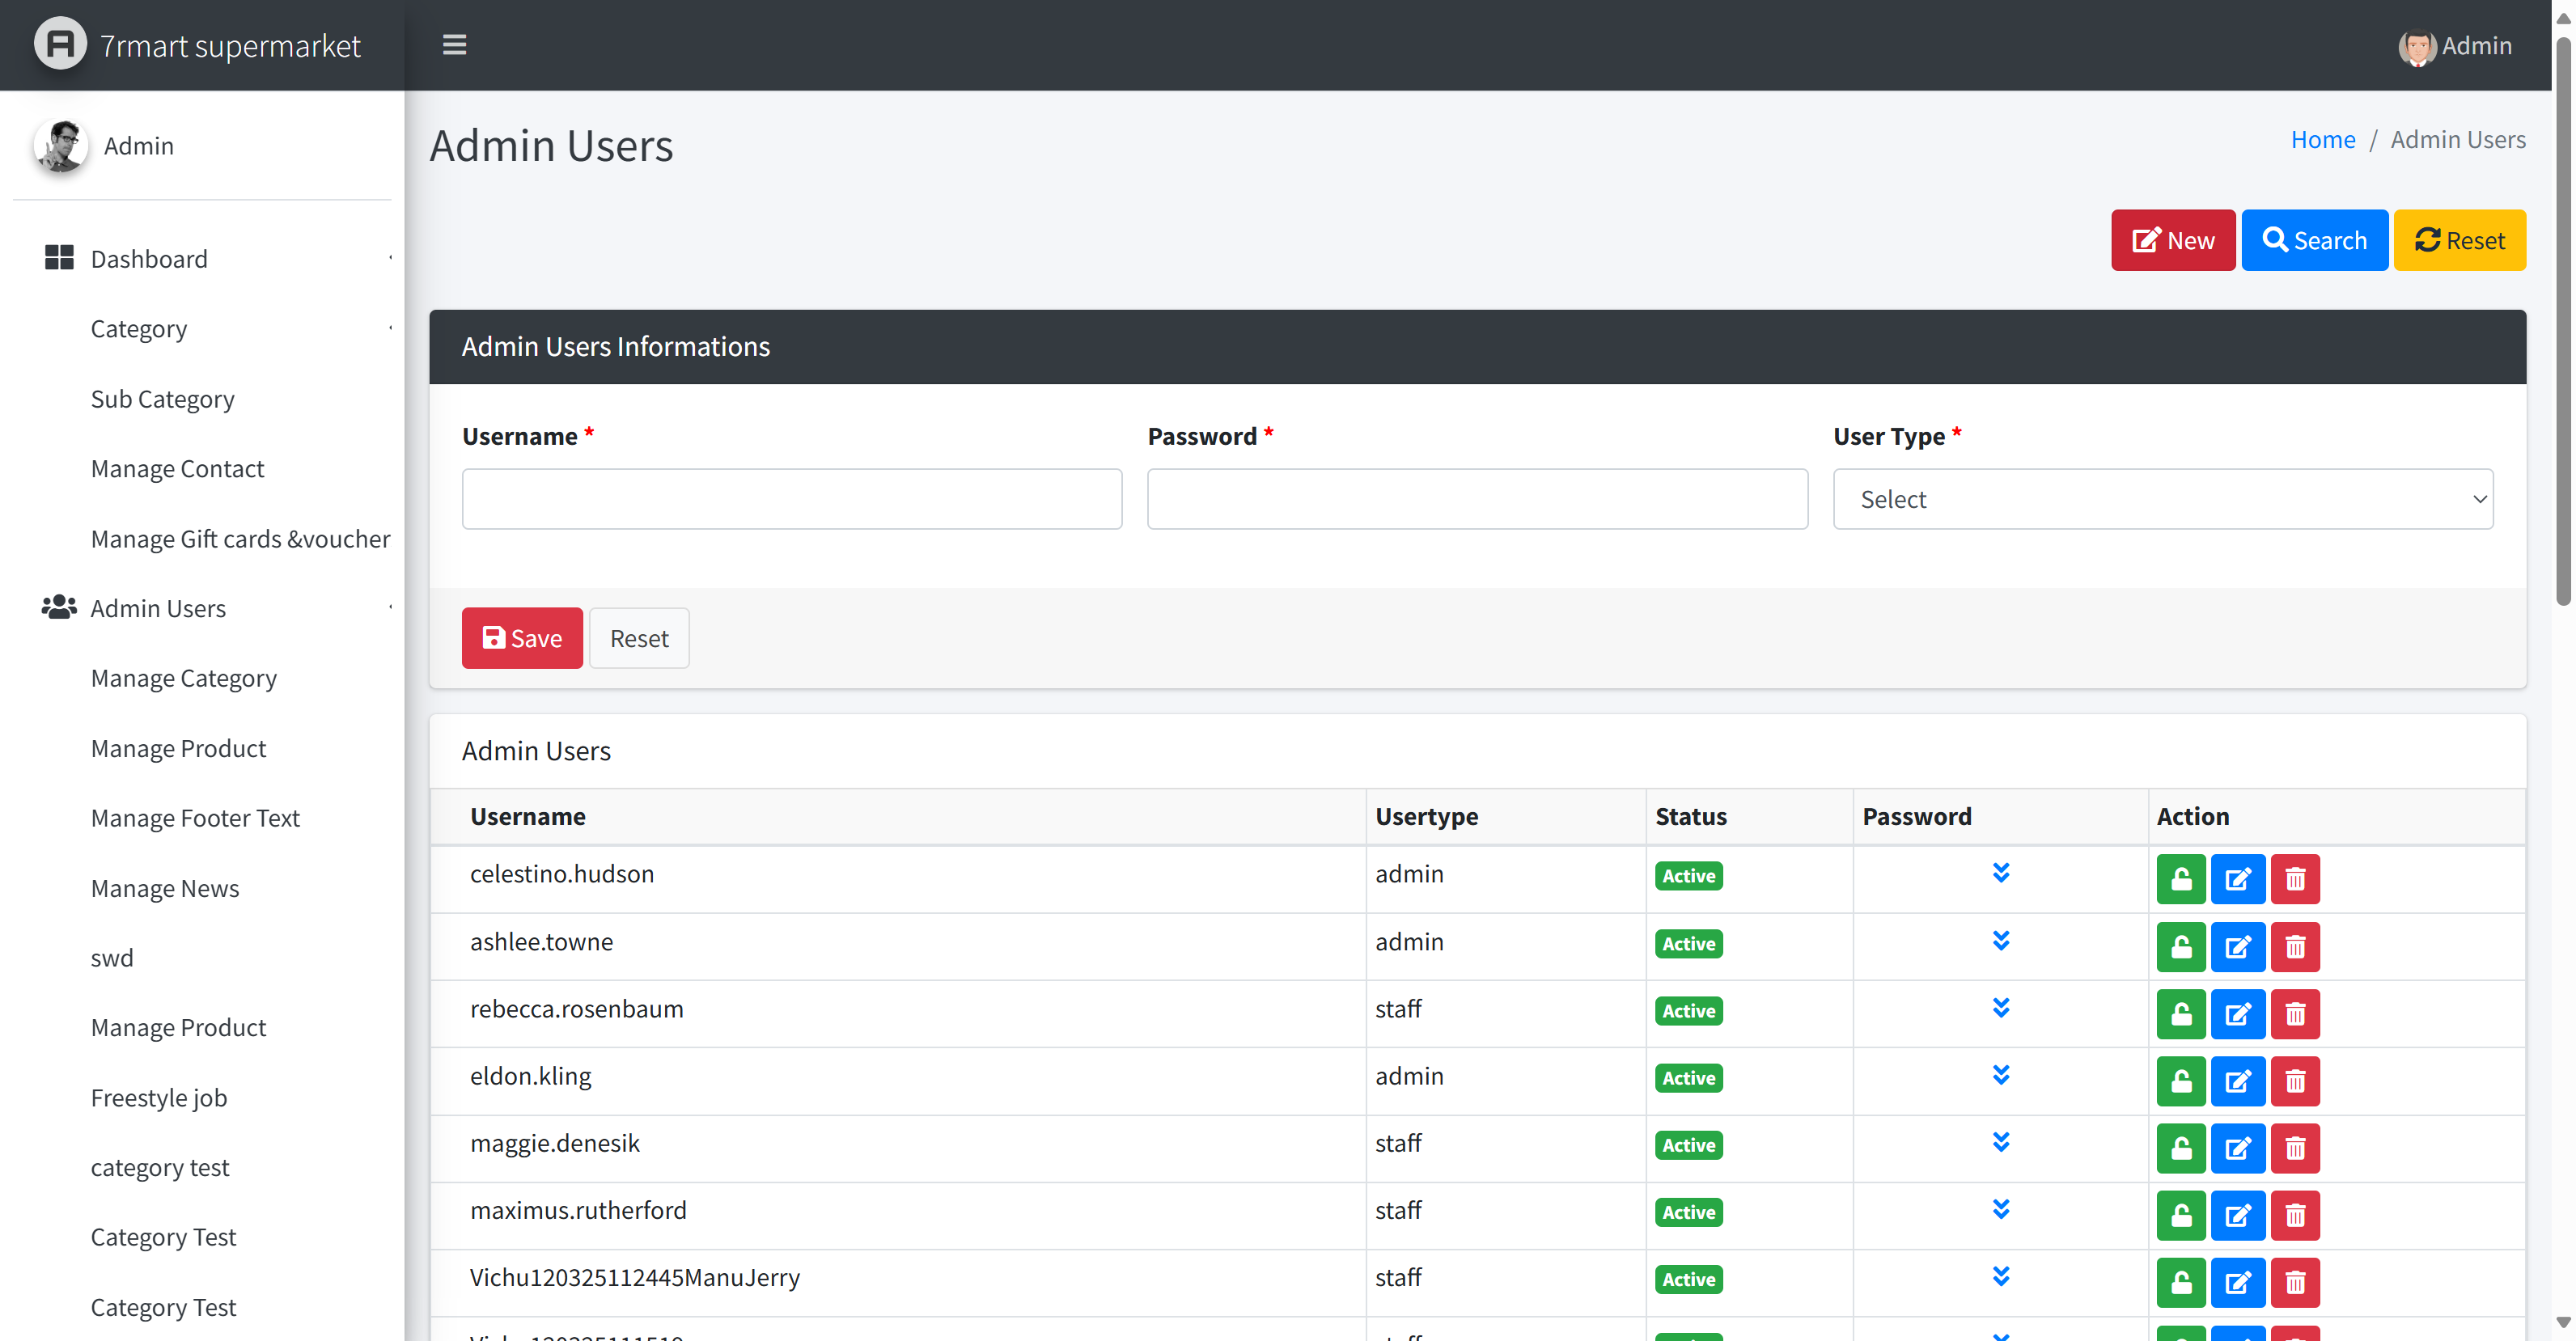 7rmart supermarket
Admin
Admin
Admin Users
Home / Admin Users
New Search Reset
Dashboard
Category
Sub Category
Manage Contact
Manage Gift cards &voucher
Admin Users
Manage Category
Manage Product
Manage Footer Text
Manage News
swd
Manage Product
Freestyle job
category test
Category Test
Category Test
Admin Users Informations
Username * Password * User Type *
Select
Save Reset
Admin Users
Username Usertype Status Password Action
celestino.hudson admin Active
ashlee.towne admin Active
rebecca.rosenbaum staff Active
eldon.kling admin Active
maggie.denesik staff Active
maximus.rutherford staff Active
Vichu120325112445ManuJerry staff Active